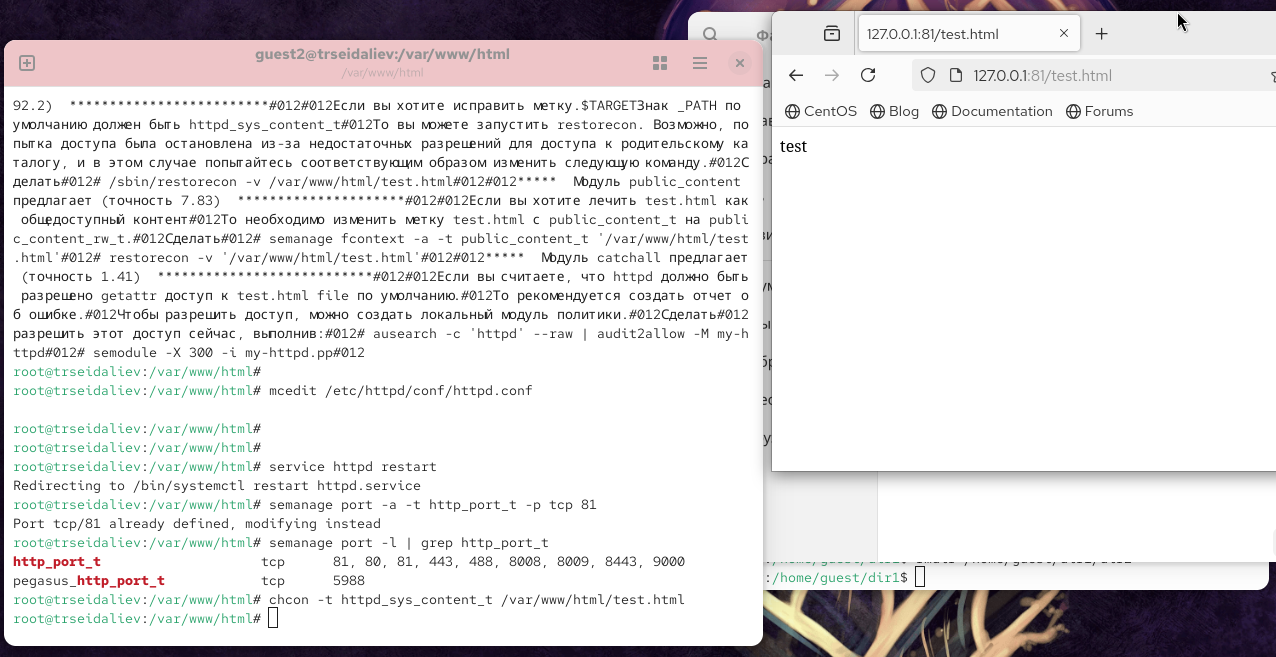 guest2@trseidaliev:/var/www/html
/var/www/html
92.2)  *************************#012#012Если вы хотите исправить метку.$TARGETЗнак _PATH по
умолчанию должен быть httpd_sys_content_t#012То вы можете запустить restorecon. Возможно, по
пытка доступа была остановлена из-за недостаточных разрешений для доступа к родительскому ка
талогу, и в этом случае попытайтесь соответствующим образом изменить следующую команду.#012С
делать#012# /sbin/restorecon -v /var/www/html/test.html#012#012*****  Модуль public_content
предлагает (точность 7.83)  *********************#012#012Если вы хотите лечить test.html как
общедоступный контент#012То необходимо изменить метку test.html с public_content_t на publi
c_content_rw_t.#012Сделать#012# semanage fcontext -a -t public_content_t '/var/www/html/test
.html'#012# restorecon -v '/var/www/html/test.html'#012#012*****  Модуль catchall предлагает
(точность 1.41)  ***************************#012#012Если вы считаете, что httpd должно быть
разрешено getattr доступ к test.html file по умолчанию.#012То рекомендуется создать отчет о
б ошибке.#012Чтобы разрешить доступ, можно создать локальный модуль политики.#012Сделать#012
разрешить этот доступ сейчас, выполнив:#012# ausearch -c 'httpd' --raw | audit2allow -M my-h
ttpd#012# semodule -X 300 -i my-httpd.pp#012
root@trseidaliev:/var/www/html#
root@trseidaliev:/var/www/html# mcedit /etc/httpd/conf/httpd.conf
root@trseidaliev:/var/www/html#
root@trseidaliev:/var/www/html#
root@trseidaliev:/var/www/html# service httpd restart
Redirecting to /bin/systemctl restart httpd.service
root@trseidaliev:/var/www/html# semanage port -a -t http_port_t -p tcp 81
Port tcp/81 already defined, modifying instead
root@trseidaliev:/var/www/html# semanage port -l | grep http_port_t
http_port_t                    tcp      81, 80, 81, 443, 488, 8008, 8009, 8443, 9000
pegasus_http_port_t            tcp      5988
root@trseidaliev:/var/www/html# chcon -t httpd_sys_content_t /var/www/html/test.html
root@trseidaliev:/var/www/html#
127.0.0.1:81/test.html
127.0.0.1:81/test.html
CentOS Blog Documentation Forums
test
:/home/guest/dir1$